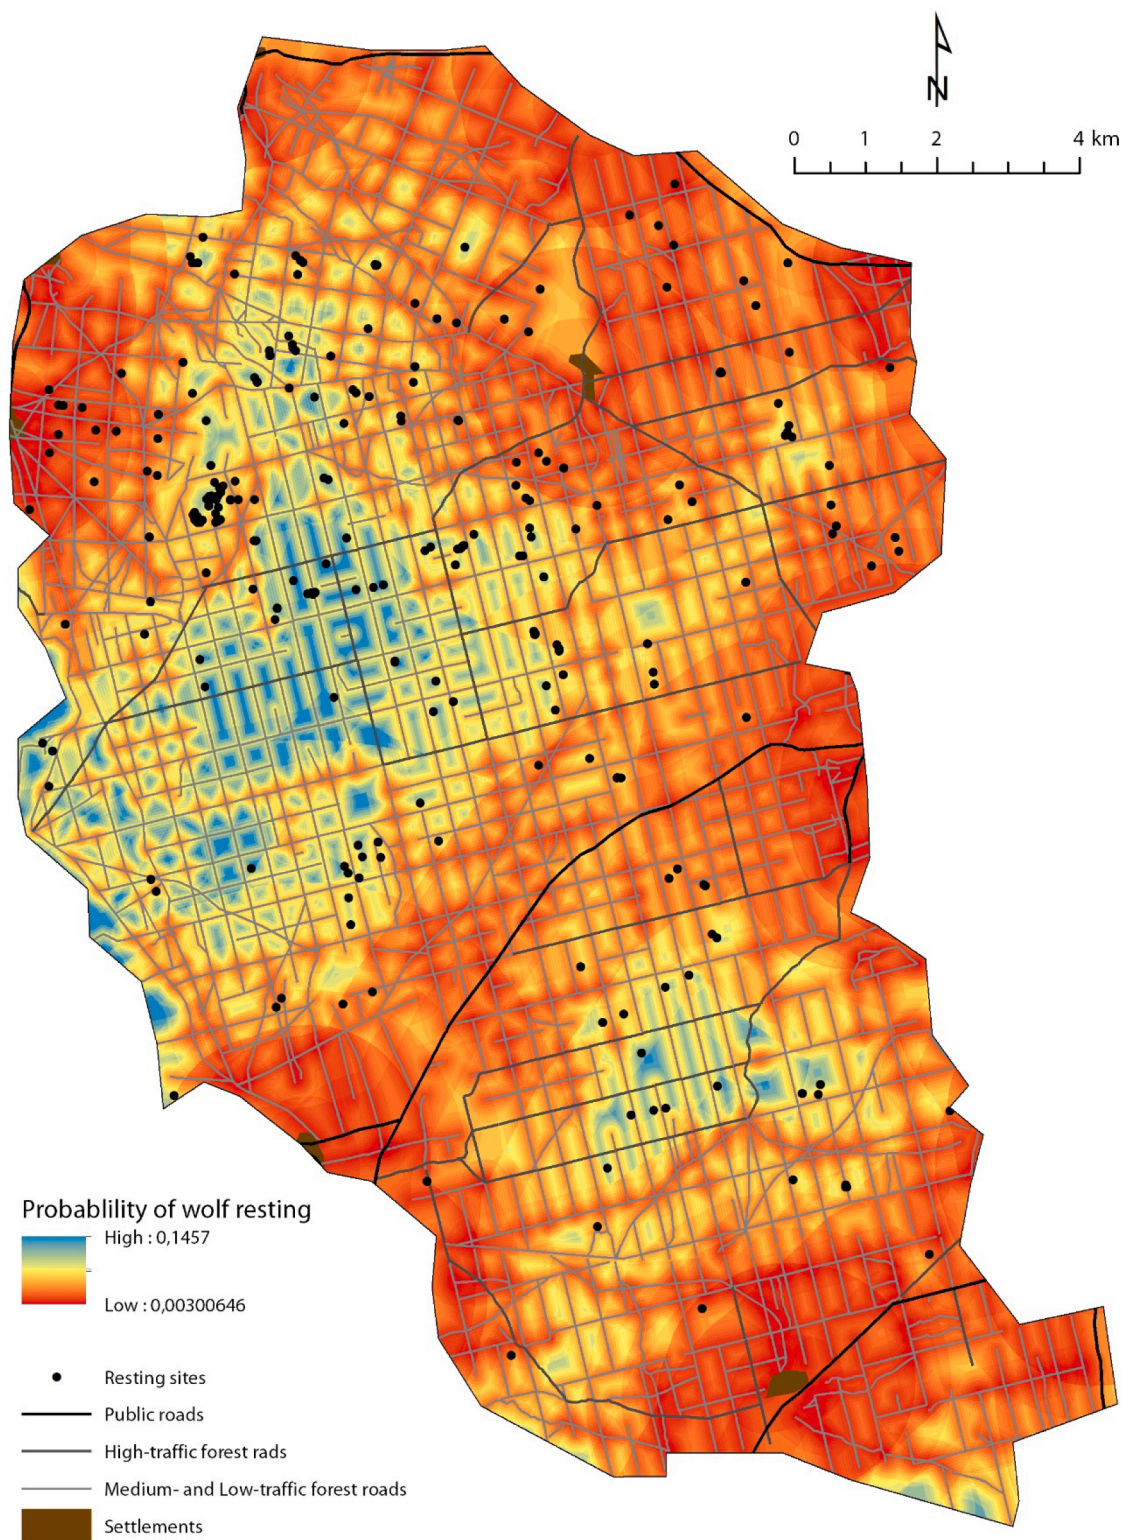 N
0 1 2 4 km
Probablility of wolf resting
High : 0,1457
Low : 0,00300646
Resting sites
Public roads
High-traffic forest rads
Medium- and Low-traffic forest roads
Settlements